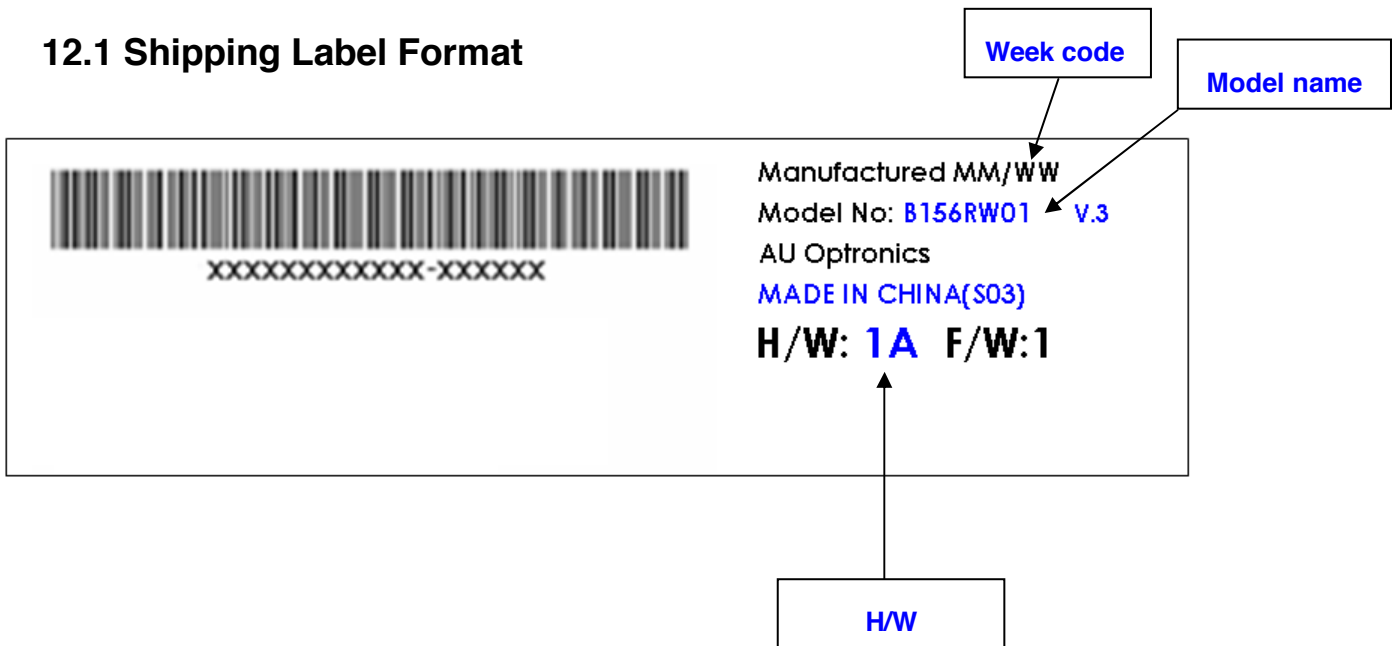 12.1 Shipping Label Format
Week code
Model name
Manufactured MM/WW
Model No: B156RW01 V.3
AU Optronics
MADE IN CHINA(S03)
H/W: 1A F/W:1
XXXXXXXXXXXX-XXXXXX
H/W